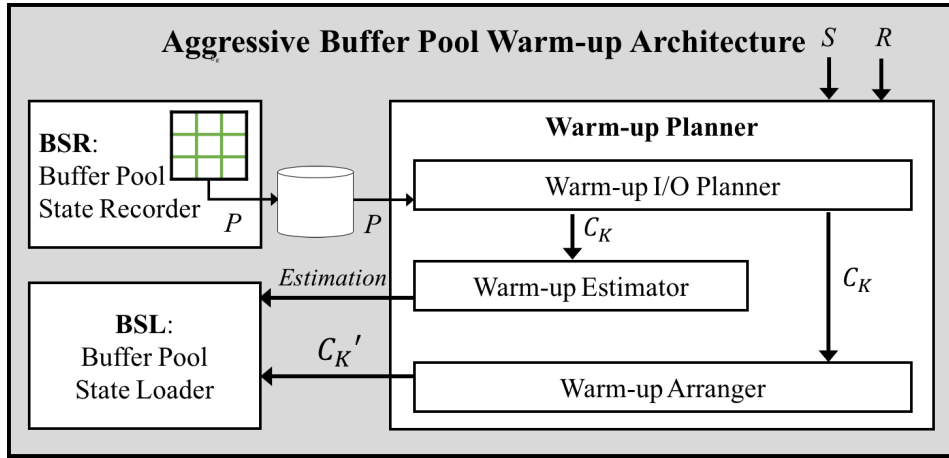 Aggressive Buffer Pool Warm-up Architecture
S
R
BSR:
Buffer Pool
State Recorder
P
P
Warm-up Planner
Warm-up I/O Planner
C_K
C_K
Estimation
Warm-up Estimator
BSL:
Buffer Pool
State Loader
C_K'
Warm-up Arranger